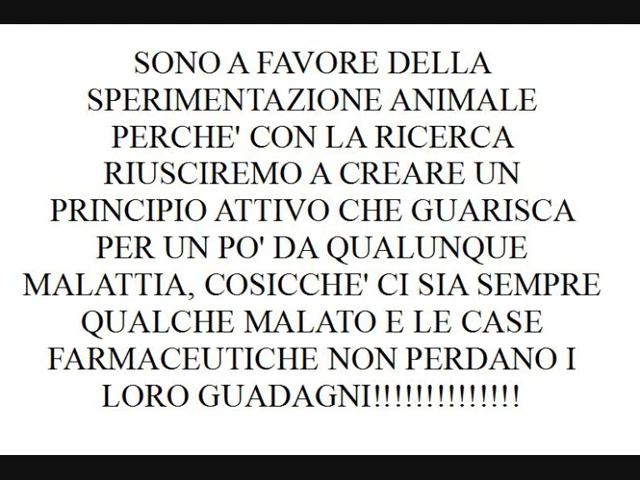 SONO A FAVORE DELLA
SPERIMENTAZIONE ANIMALE
PERCHE' CON LA RICERCA
RIUSCIREMO A CREARE UN
PRINCIPIO ATTIVO CHE GUARISCA
PER UN PO' DA QUALUNQUE
MALATTIA, COSICCHE' CI SIA SEMPRE
QUALCHE MALATO E LE CASE
FARMACEUTICHE NON PERDANO I
LORO GUADAGNI!!!!!!!!!!!!!!